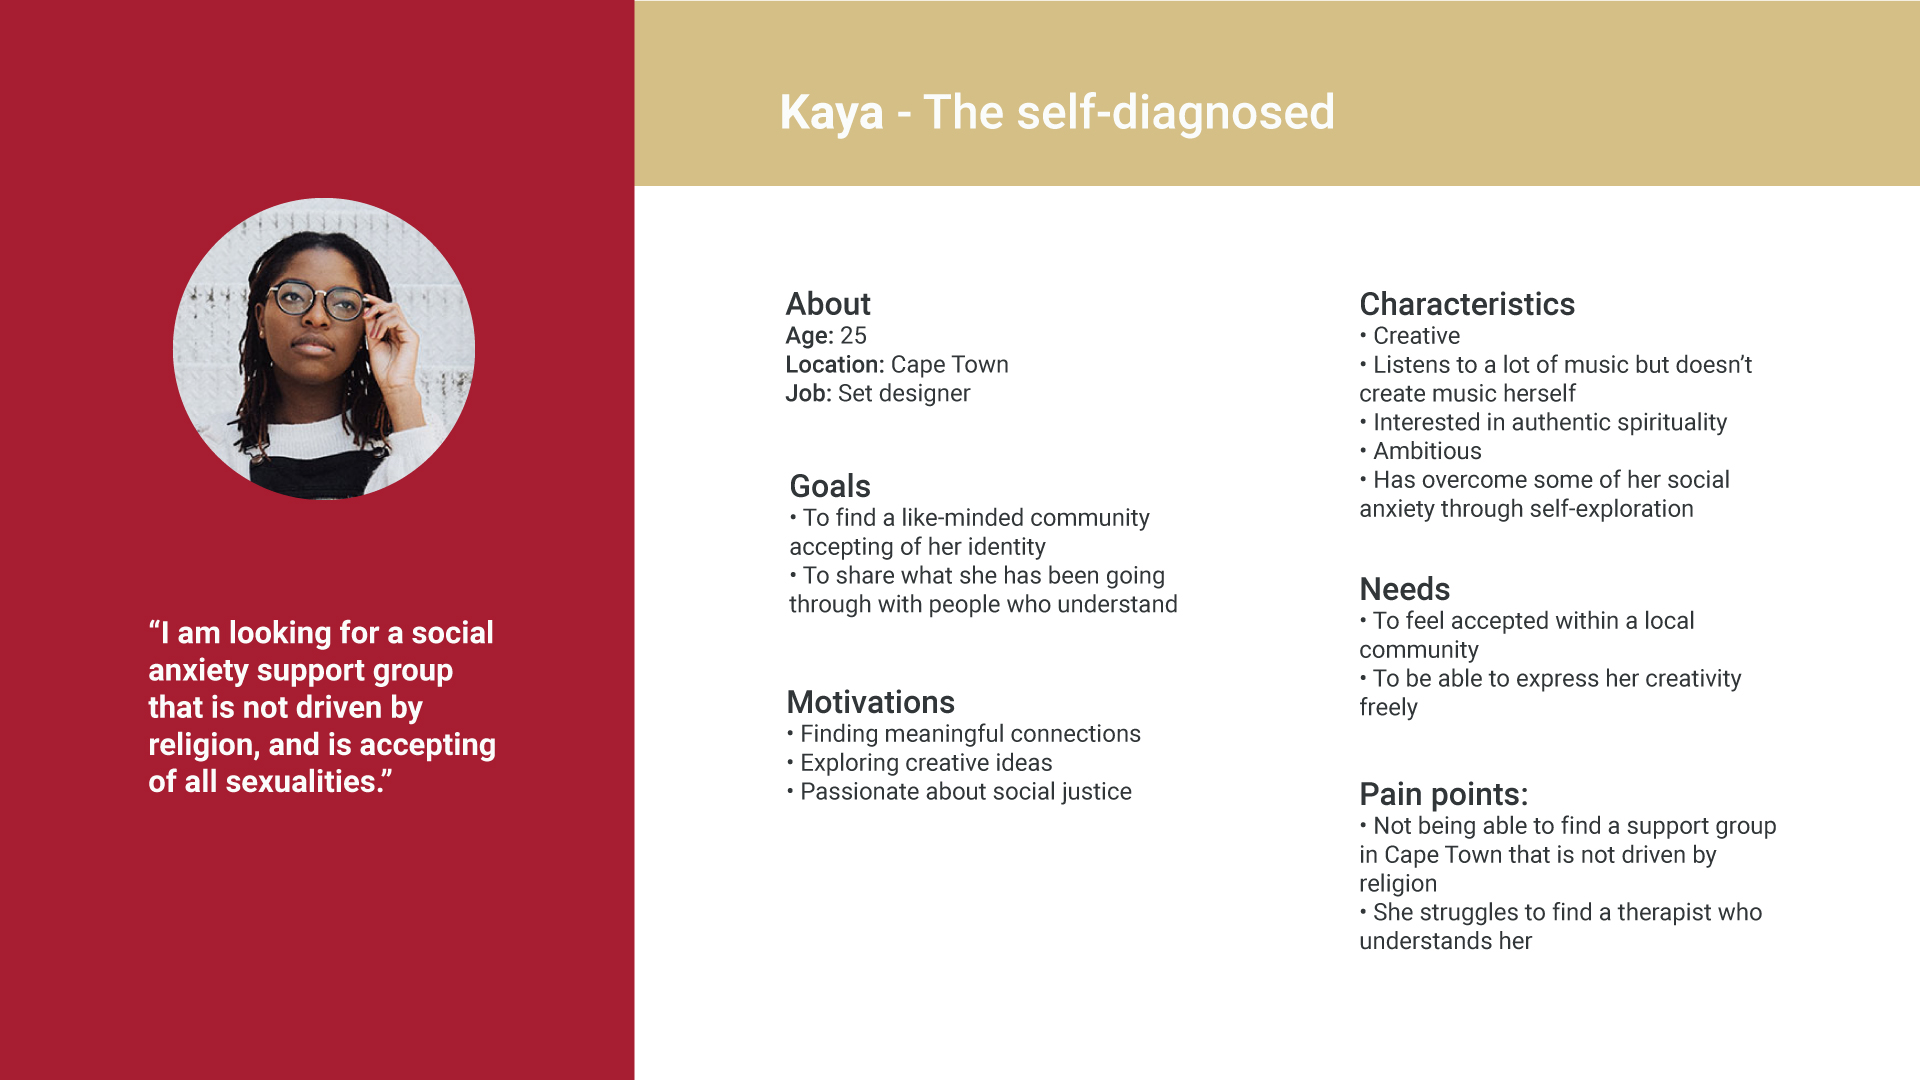 Kaya - The self-diagnosed
“I am looking for a social
anxiety support group
that is not driven by
religion, and is accepting
of all sexualities.”
About
Age: 25
Location: Cape Town
Job: Set designer
Goals
• To find a like-minded community
accepting of her identity
• To share what she has been going
through with people who understand
Motivations
• Finding meaningful connections
• Exploring creative ideas
• Passionate about social justice
Characteristics
• Creative
• Listens to a lot of music but doesn’t
create music herself
• Interested in authentic spirituality
• Ambitious
• Has overcome some of her social
anxiety through self-exploration
Needs
• To feel accepted within a local
community
• To be able to express her creativity
freely
Pain points:
• Not being able to find a support group
in Cape Town that is not driven by
religion
• She struggles to find a therapist who
understands her